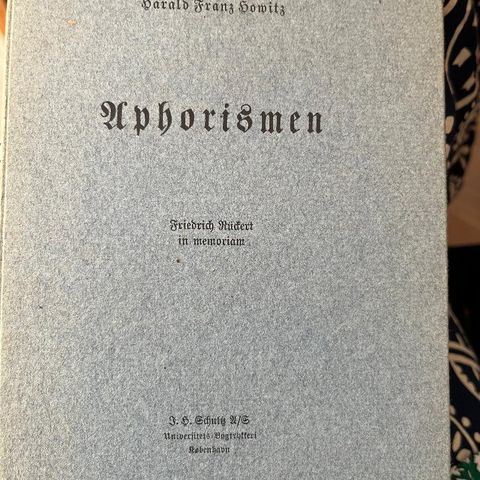 Harald Franz Howitz
Aphorismen
Friedrich Rückert
in memoriam
J. H. Schultz A/S
Universitets-Bogtrykkeri
København